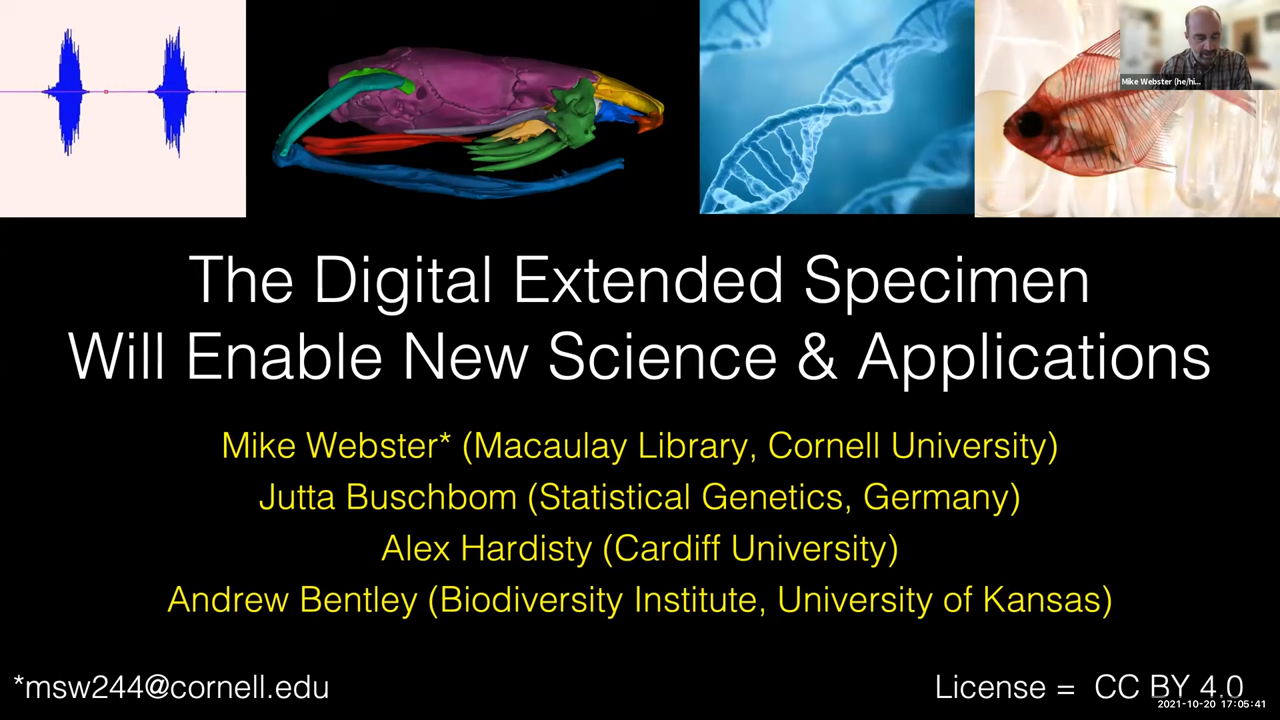 Mike Webster (he/hi...
The Digital Extended Specimen
Will Enable New Science & Applications
Mike Webster* (Macaulay Library, Cornell University)
Jutta Buschbom (Statistical Genetics, Germany)
Alex Hardisty (Cardiff University)
Andrew Bentley (Biodiversity Institute, University of Kansas)
*msw244@cornell.edu
License = CC BY 4.0
2021-10-20 17:05:41